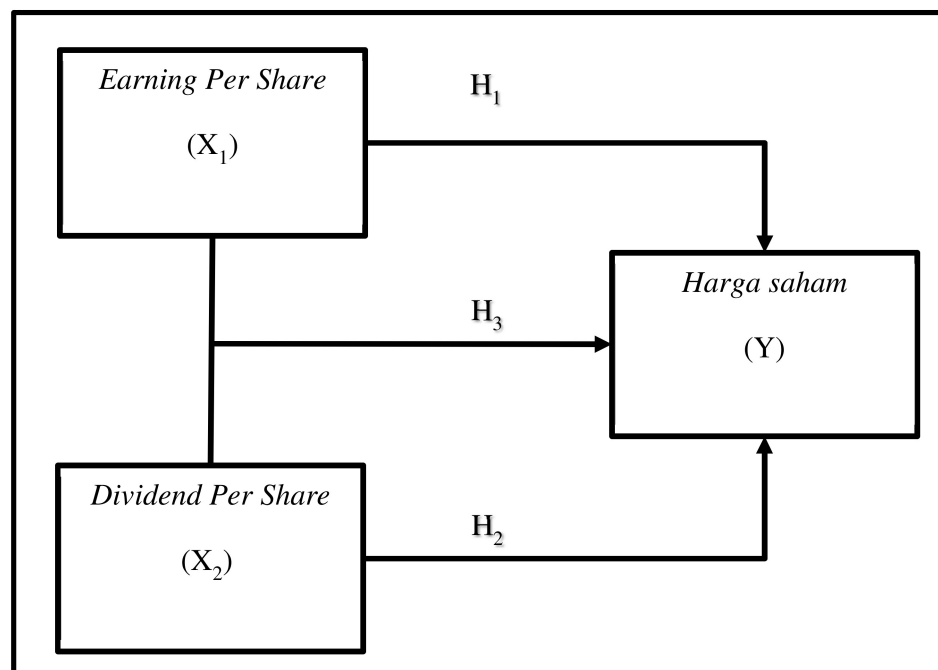 Earning Per Share
(X₁)
H₁
Harga saham
(Y)
H₃
Dividend Per Share
(X₂)
H₂